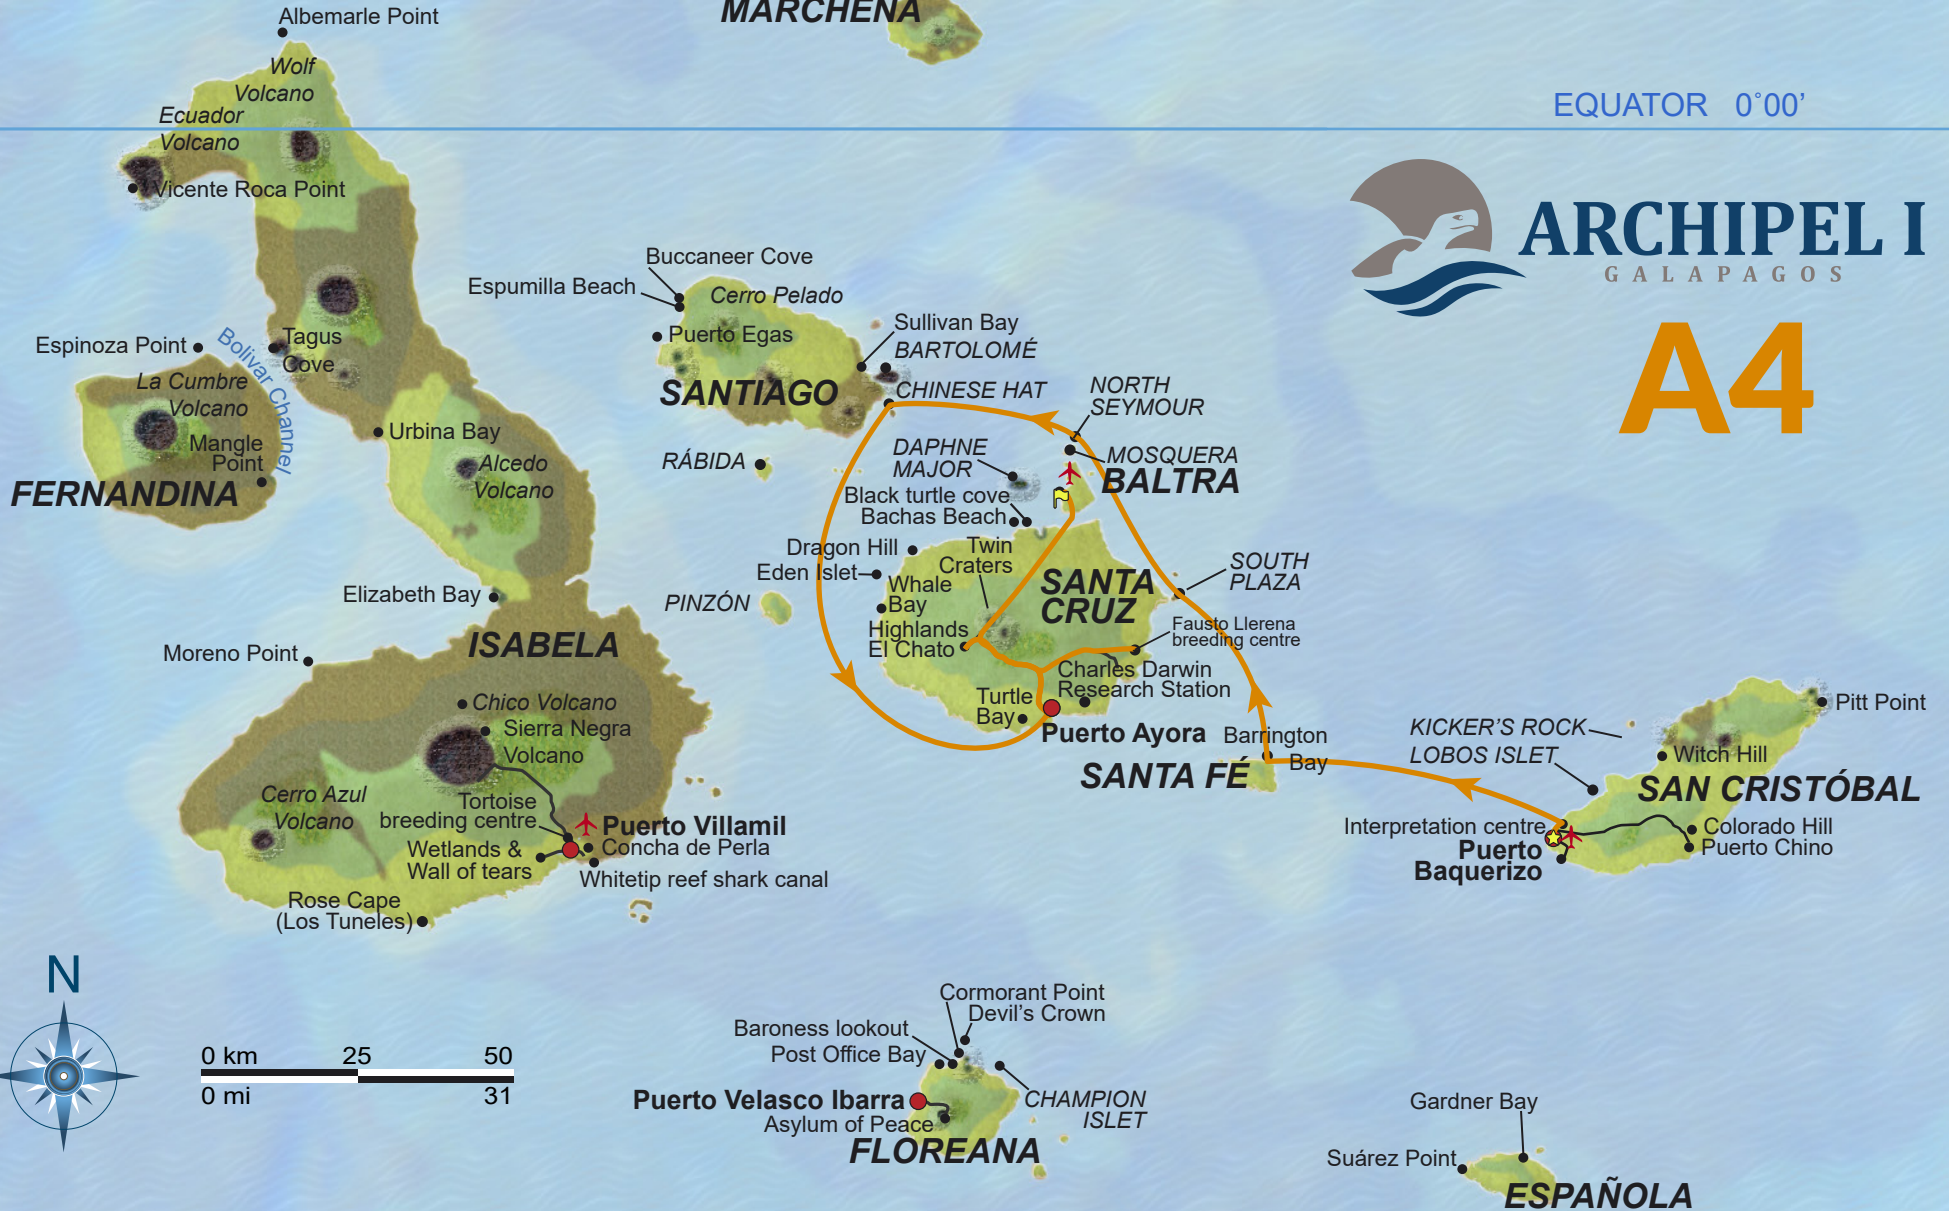 Albemarle Point
MARCHENA
Wolf
Volcano
Ecuador
Volcano
EQUATOR 0°00'
Vicente Roca Point
ARCHIPEL I
GALAPAGOS
A4
Buccaneer Cove
Espumilla Beach
Cerro Pelado
Puerto Egas
Sullivan Bay
BARTOLOMÉ
SANTIAGO
CHINESE HAT
NORTH
SEYMOUR
Espinoza Point
Bolivar Channel
Tagus
Cove
La Cumbre
Volcano
Mangle
Point
FERNANDINA
Urbina Bay
Alcedo
Volcano
RÁBIDA
DAPHNE
MAJOR
MOSQUERA
BALTRA
Black turtle cove
Bachas Beach
Dragon Hill
Twin
Craters
Eden Islet
Whale
Bay
SANTA
CRUZ
SOUTH
PLAZA
PINZÓN
Highlands
El Chato
Fausto Llerena
breeding centre
Charles Darwin
Research Station
Turtle
Bay
Puerto Ayora
Barrington
Bay
SANTA FÉ
Elizabeth Bay
ISABELA
Moreno Point
Chico Volcano
Sierra Negra
Volcano
Cerro Azul
Volcano
Tortoise
breeding centre
Puerto Villamil
Wetlands &
Wall of tears
Concha de Perla
Whitetip reef shark canal
Rose Cape
(Los Tuneles)
KICKER'S ROCK
LOBOS ISLET
Pitt Point
Witch Hill
SAN CRISTÓBAL
Interpretation centre
Puerto
Baquerizo
Colorado Hill
Puerto Chino
N
0 km 25 50
0 mi 31
Cormorant Point
Devil's Crown
Baroness lookout
Post Office Bay
Puerto Velasco Ibarra
Asylum of Peace
CHAMPION
ISLET
FLOREANA
Gardner Bay
Suárez Point
ESPAÑOLA